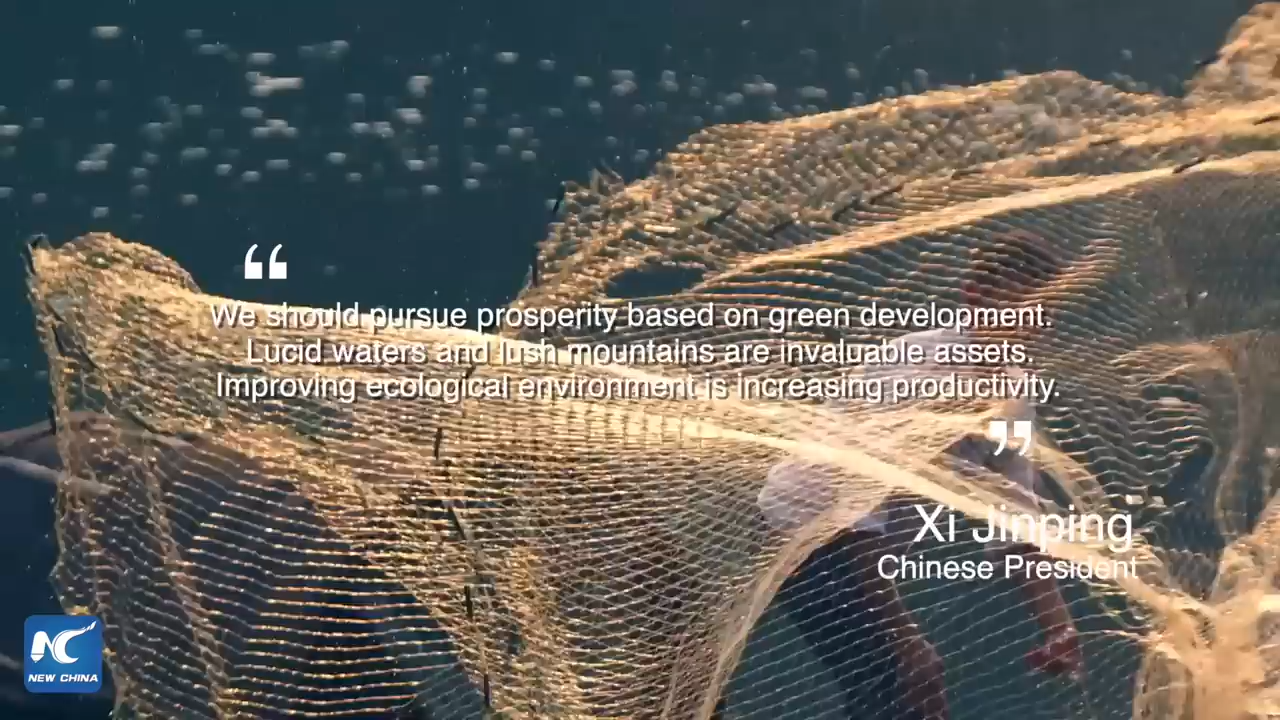 “
We should pursue prosperity based on green development.
Lucid waters and lush mountains are invaluable assets.
Improving ecological environment is increasing productivity.
”
Xi Jinping
Chinese President
NC
NEW CHINA